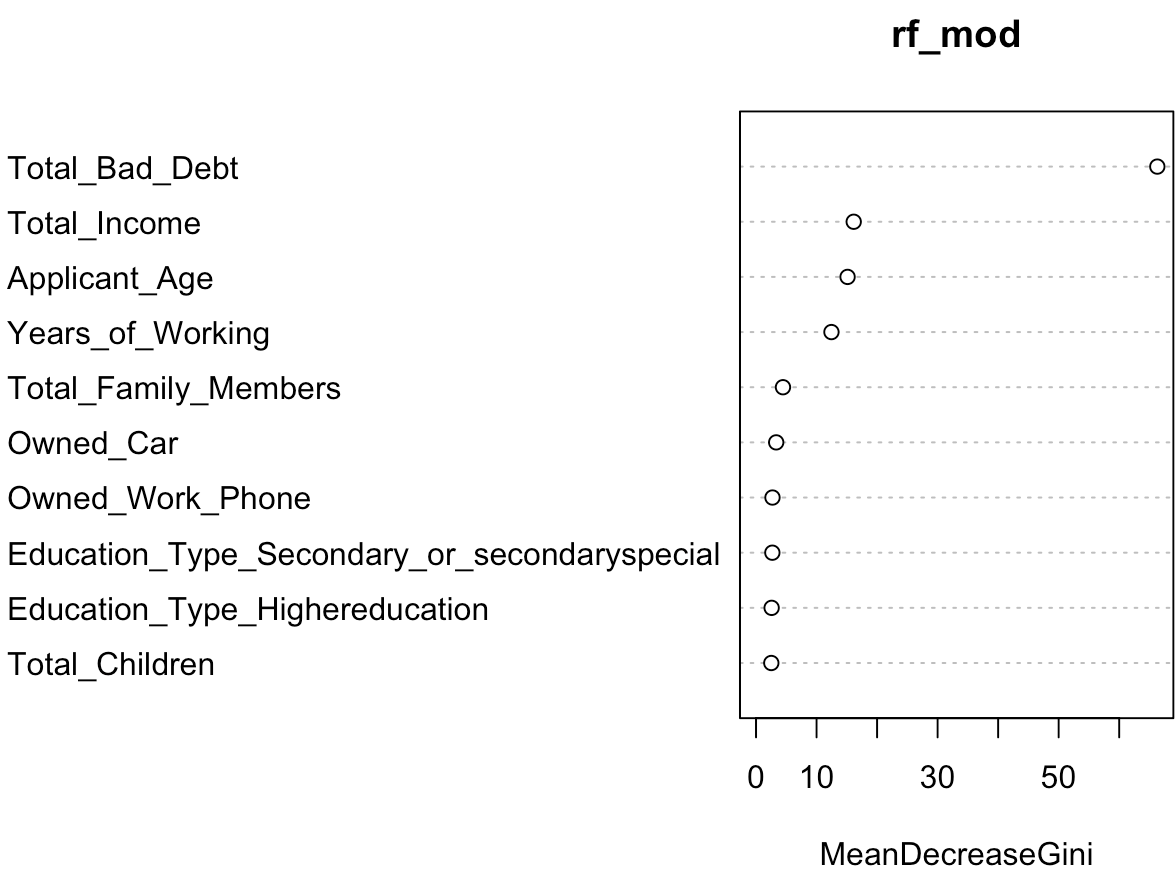 rf_mod
Total_Bad_Debt
Total_Income
Applicant_Age
Years_of_Working
Total_Family_Members
Owned_Car
Owned_Work_Phone
Education_Type_Secondary_or_secondaryspecial
Education_Type_Highereducation
Total_Children
0 10 30 50
MeanDecreaseGini